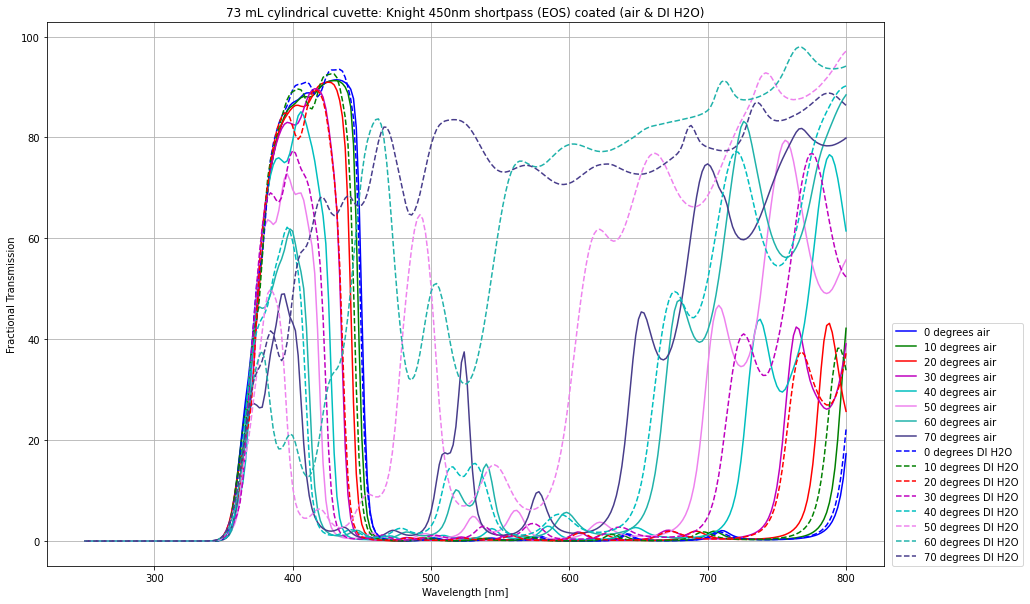 73 mL cylindrical cuvette: Knight 450nm shortpass (EOS) coated (air & DI H2O)
Fractional Transmission
100
80
60
40
20
0
300
400
500
600
700
800
Wavelength [nm]
0 degrees air
10 degrees air
20 degrees air
30 degrees air
40 degrees air
50 degrees air
60 degrees air
70 degrees air
0 degrees DI H2O
10 degrees DI H2O
20 degrees DI H2O
30 degrees DI H2O
40 degrees DI H2O
50 degrees DI H2O
60 degrees DI H2O
70 degrees DI H2O